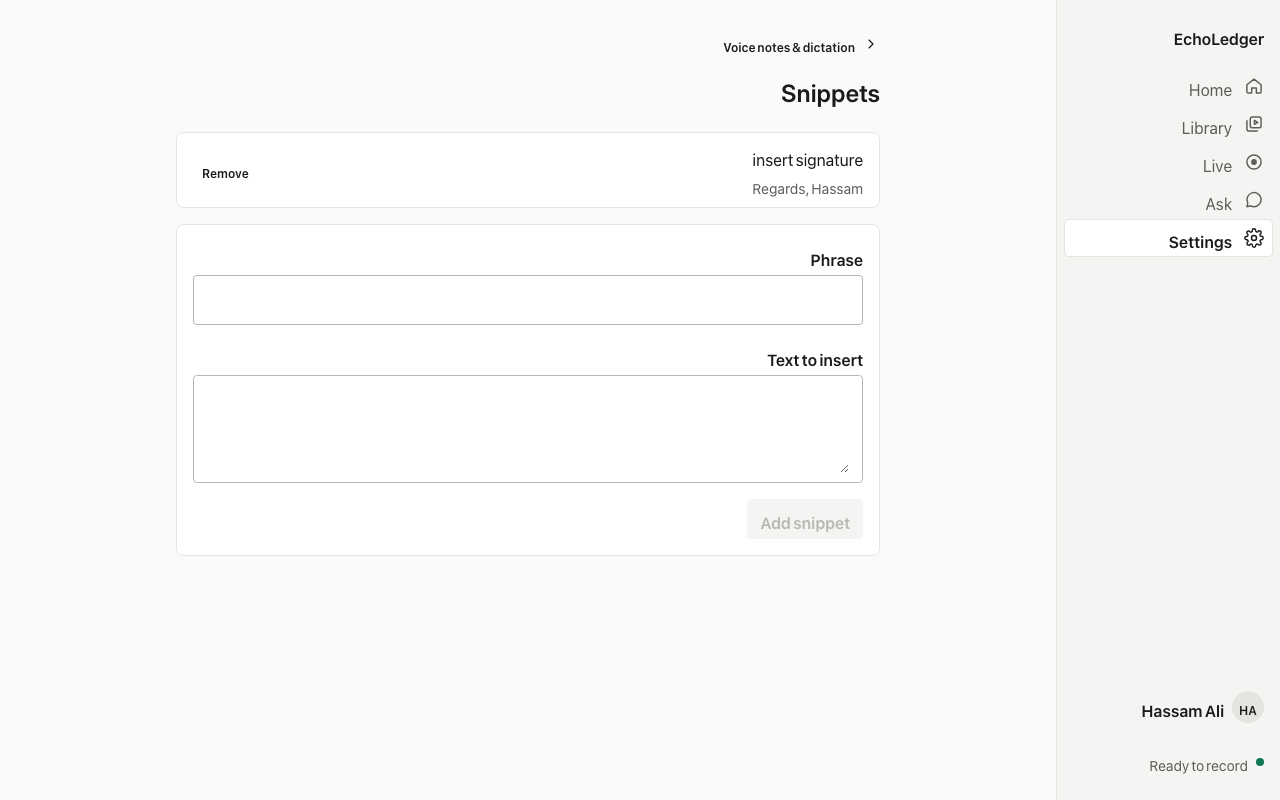 EchoLedger
Home
Library
Live
Ask
Settings
Hassam Ali
HA
Ready to record
Voice notes & dictation
Snippets
insert signature
Regards, Hassam
Remove
Phrase
Text to insert
Add snippet